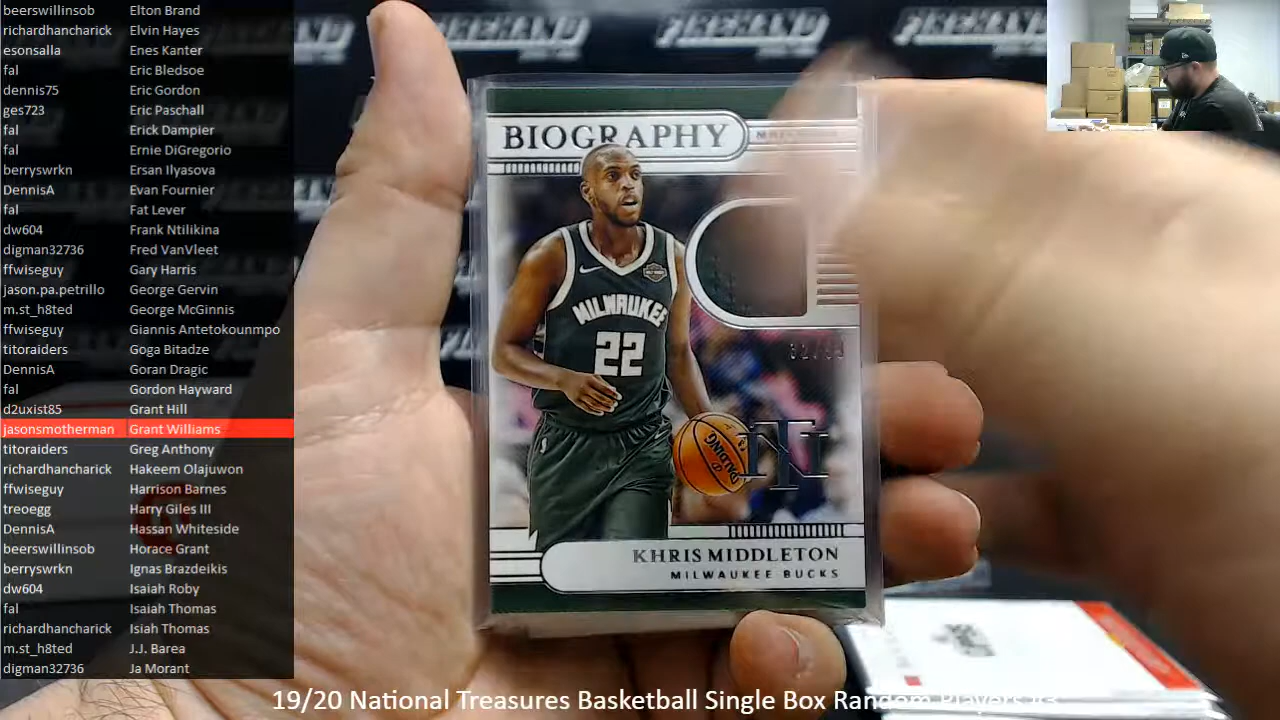 beerswillinsob Elton Brand
richardhancharick Elvin Hayes
esonsalla Enes Kanter
fal Eric Bledsoe
dennis75 Eric Gordon
ges723 Eric Paschall
fal Erick Dampier
fal Ernie DiGregorio
berryswrkn Ersan Ilyasova
DennisA Evan Fournier
fal Fat Lever
dw604 Frank Ntilikina
digman32736 Fred VanVleet
ffwiseguy Gary Harris
jason.pa.petrillo George Gervin
m.st_h8ted George McGinnis
ffwiseguy Giannis Antetokounmpo
titoraiders Goga Bitadze
DennisA Goran Dragic
fal Gordon Hayward
d2uxist85 Grant Hill
jasonsmotherman Grant Williams
titoraiders Greg Anthony
richardhancharick Hakeem Olajuwon
ffwiseguy Harrison Barnes
treoegg Harry Giles III
DennisA Hassan Whiteside
beerswillinsob Horace Grant
berryswrkn Ignas Brazdeikis
dw604 Isaiah Roby
fal Isaiah Thomas
richardhancharick Isiah Thomas
m.st_h8ted J.J. Barea
digman32736 Ja Morant
BIOGRAPHY
MILWAUKEE
22
SPALDING
NT
KHRIS MIDDLETON
MILWAUKEE BUCKS
19/20 National Treasures Basketball Single Box Random Players